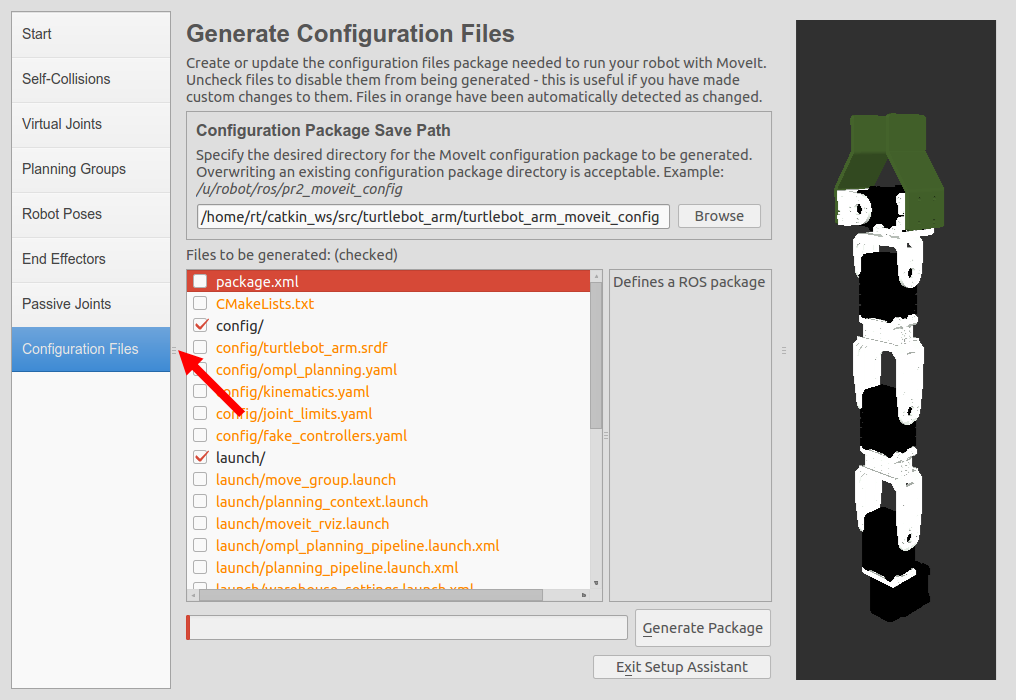 Start
Self-Collisions
Virtual Joints
Planning Groups
Robot Poses
End Effectors
Passive Joints
Configuration Files
Generate Configuration Files
Create or update the configuration files package needed to run your robot with MoveIt.
Uncheck files to disable them from being generated - this is useful if you have made
custom changes to them. Files in orange have been automatically detected as changed.
Configuration Package Save Path
Specify the desired directory for the MoveIt configuration package to be generated.
Overwriting an existing configuration package directory is acceptable. Example:
/u/robot/ros/pr2_moveit_config
/home/rt/catkin_ws/src/turtlebot_arm/turtlebot_arm_moveit_config
Browse
Files to be generated: (checked)
package.xml
CMakeLists.txt
config/
config/turtlebot_arm.srdf
config/ompl_planning.yaml
config/kinematics.yaml
config/joint_limits.yaml
config/fake_controllers.yaml
launch/
launch/move_group.launch
launch/planning_context.launch
launch/moveit_rviz.launch
launch/ompl_planning_pipeline.launch.xml
launch/planning_pipeline.launch.xml
launch/warehouse_settings.launch.xml
Defines a ROS package
Generate Package
Exit Setup Assistant